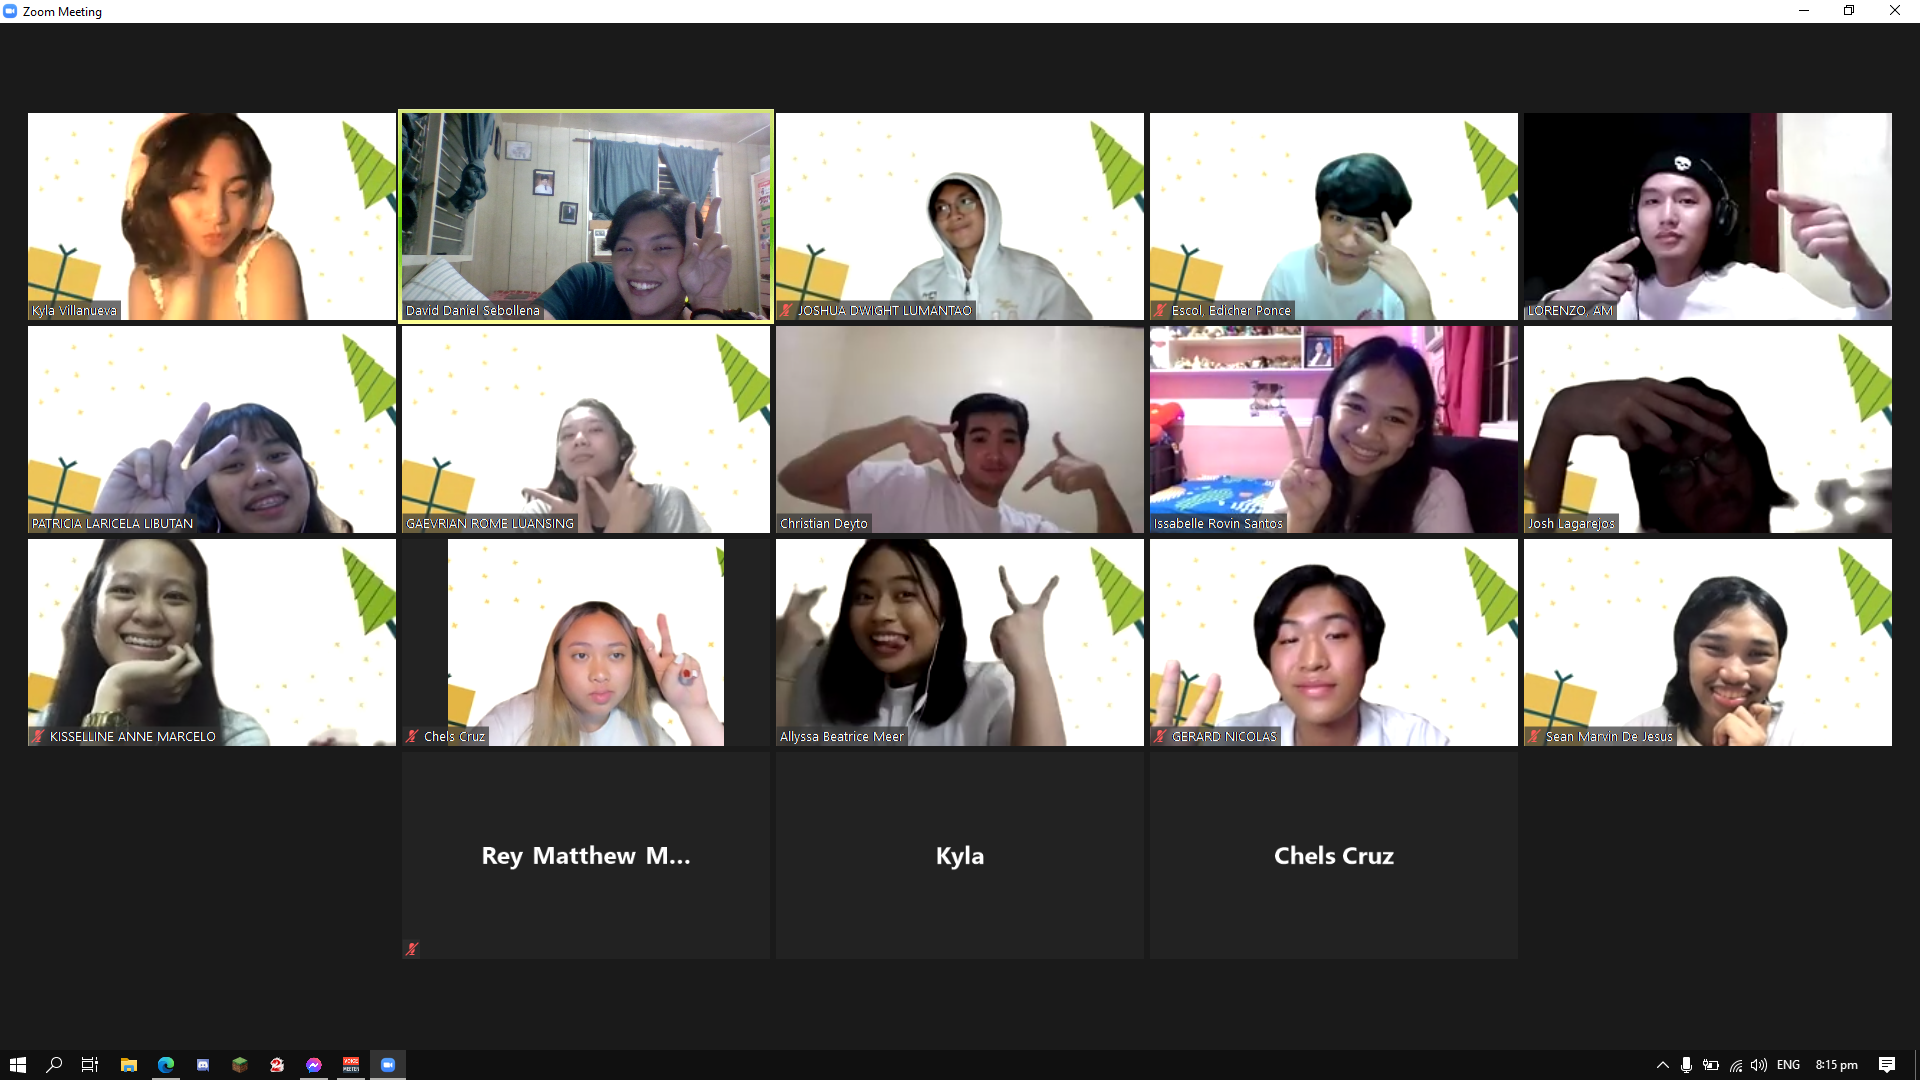 Zoom Meeting
Kyla Villanueva
David Daniel Sebollena
JOSHUA DWIGHT LUMANTAO
Escol, Edicher Ponce
LORENZO, AM
PATRICIA LARICELA LIBUTAN
GAEVRIAN ROME LUANSING
Christian Deyto
Issabelle Rovin Santos
Josh Lagarejos
KISSELLINE ANNE MARCELO
Chels Cruz
Allyssa Beatrice Meer
GERARD NICOLAS
Sean Marvin De Jesus
Rey Matthew M...
Kyla
Chels Cruz
VOICE
MEETER
ENG
8:15 pm